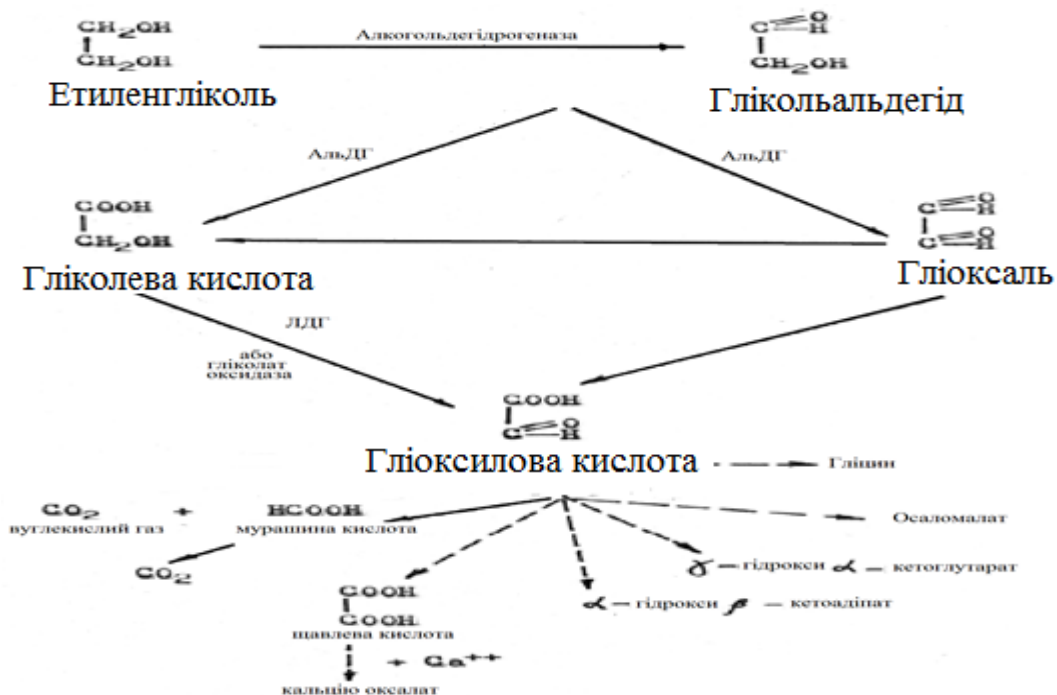 CH2OH
CH2OH
Етиленгліколь
Алкогольдегідрогеназа
C=O
H
CH2OH
Глікольальдегід
АльДГ
АльДГ
COOH
CH2OH
Гліколева кислота
C=O
H
C=O
H
Гліоксаль
ЛДГ
або
гліколат
оксидаза
COOH
C=O
H
Гліоксилова кислота
Гліцин
CO2 + HCOOH
вуглекислий газ мурашина кислота
CO2
Осаломалат
γ – гідрокси α – кетоглутарат
α – гідрокси β – кетоадіпат
COOH
COOH
щавлева кислота
+ Ca++
кальцію оксалат